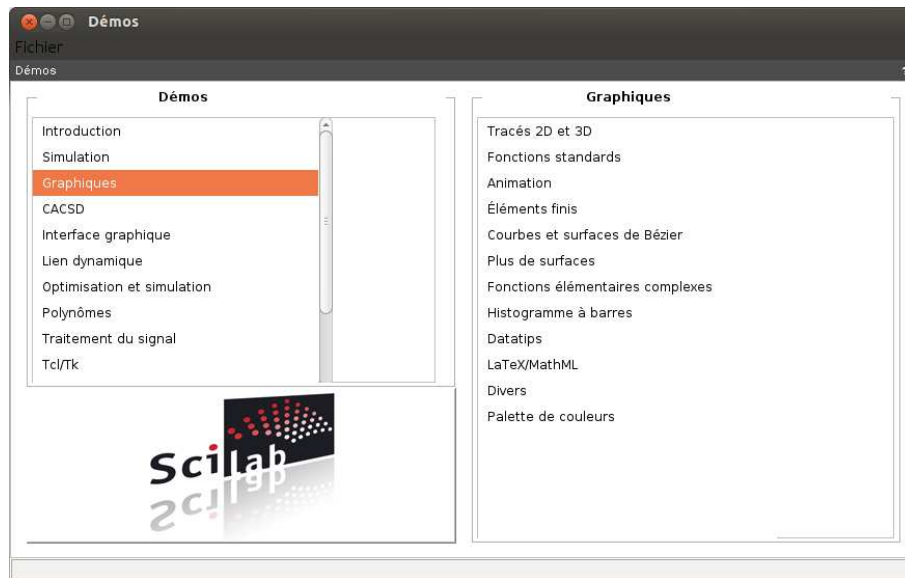 Démos
Fichier
Démos
Démos
Introduction
Simulation
Graphiques
CACSD
Interface graphique
Lien dynamique
Optimisation et simulation
Polynômes
Traitement du signal
Tcl/Tk
Scilab
Graphiques
Tracés 2D et 3D
Fonctions standards
Animation
Éléments finis
Courbes et surfaces de Bézier
Plus de surfaces
Fonctions élémentaires complexes
Histogramme à barres
Datatips
LaTeX/MathML
Divers
Palette de couleurs